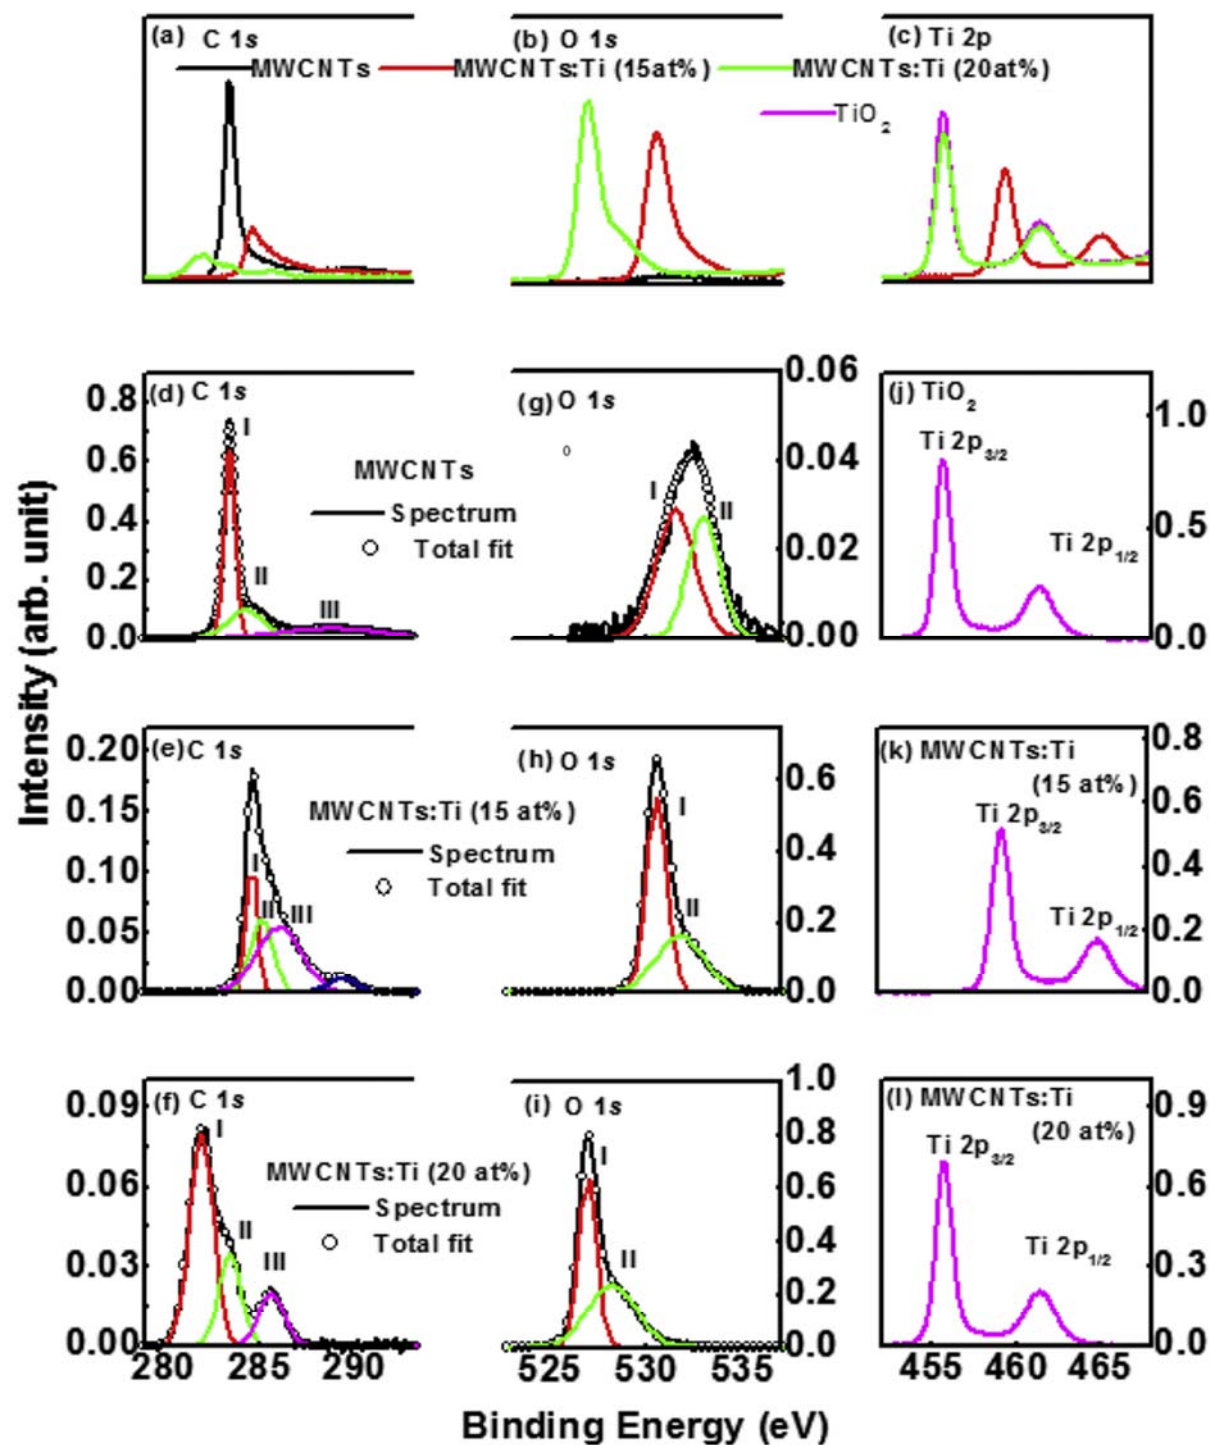 (a) C 1s
(b) O 1s
(c) Ti 2p
MWCNTs MWCNTs:Ti (15at%) MWCNTs:Ti (20at%)
TiO2
Intensity (arb. unit)
(d) C 1s
0.8
0.6
0.4
0.2
0.0
I
II
III
MWCNTs
Spectrum
Total fit
(g) O 1s
I
II
0.06
0.04
0.02
0.00
(j) TiO2
Ti 2p3/2
Ti 2p1/2
1.0
0.5
0.0
(e) C 1s
0.20
0.15
0.10
0.05
0.00
I
II
III
MWCNTs:Ti (15 at%)
Spectrum
Total fit
(h) O 1s
I
II
0.6
0.4
0.2
0.0
(k) MWCNTs:Ti
(15 at%)
Ti 2p3/2
Ti 2p1/2
0.8
0.6
0.4
0.2
0.0
(f) C 1s
0.09
0.06
0.03
0.00
I
II
III
MWCNTs:Ti (20 at%)
Spectrum
Total fit
280 285 290
(i) O 1s
I
II
1.0
0.8
0.6
0.4
0.2
0.0
525 530 535
(l) MWCNTs:Ti
(20 at%)
Ti 2p3/2
Ti 2p1/2
0.9
0.6
0.3
0.0
455 460 465
Binding Energy (eV)